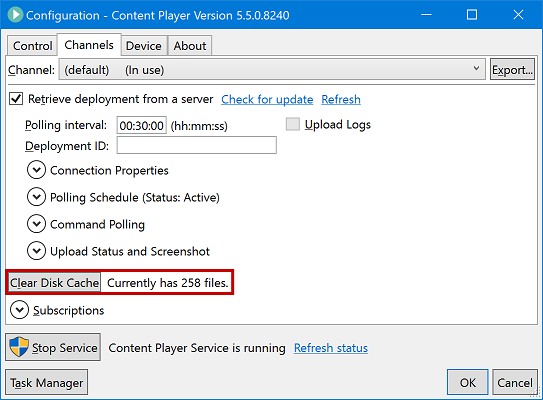 Configuration - Content Player Version 5.5.0.8240
Control Channels Device About
Channel: (default) (In use) Export...
Retrieve deployment from a server Check for update Refresh
Polling interval: 00:30:00 (hh:mm:ss) Upload Logs
Deployment ID:
Connection Properties
Polling Schedule (Status: Active)
Command Polling
Upload Status and Screenshot
Clear Disk Cache Currently has 258 files.
Subscriptions
Stop Service Content Player Service is running Refresh status
Task Manager OK Cancel